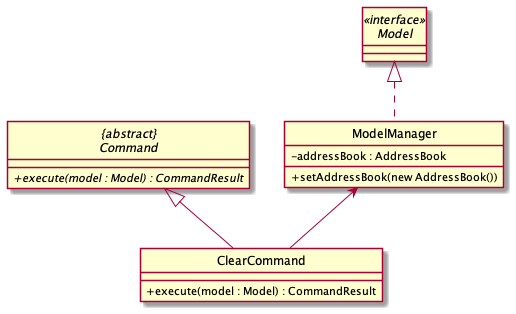 «interface»
Model
{abstract}
Command
+execute(model : Model) : CommandResult
ModelManager
-addressBook : AddressBook
+setAddressBook(new AddressBook())
ClearCommand
+execute(model : Model) : CommandResult